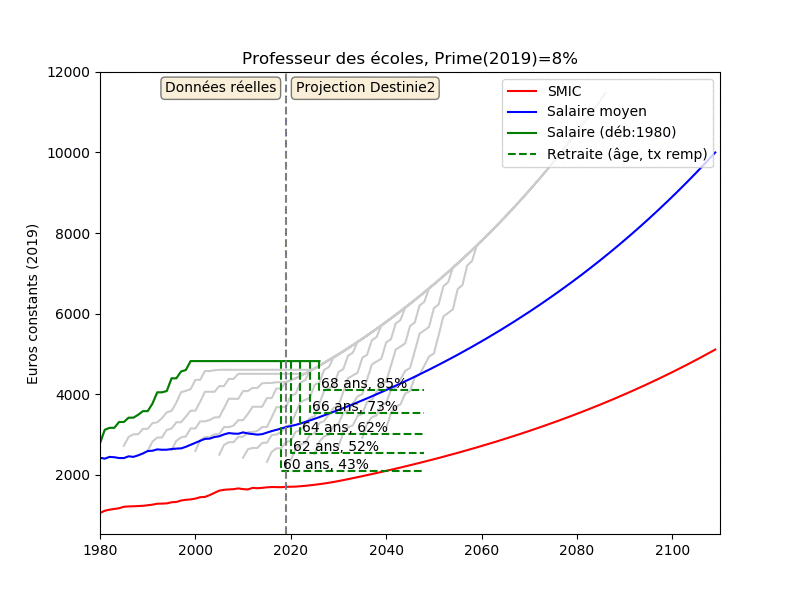 Professeur des écoles, Prime(2019)=8%
Données réelles
Projection Destinie2
SMIC
Salaire moyen
Salaire (déb:1980)
Retraite (âge, tx remp)
Euros constants (2019)
12000
10000
8000
6000
4000
2000
68 ans, 85%
66 ans, 73%
64 ans, 62%
62 ans, 52%
60 ans, 43%
1980
2000
2020
2040
2060
2080
2100